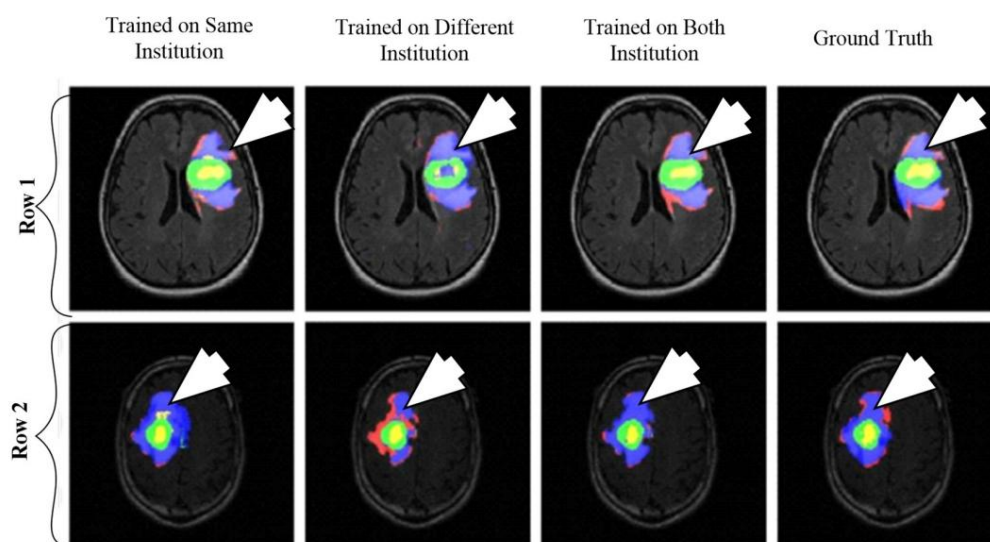 Trained on Same
Institution
Trained on Different
Institution
Trained on Both
Institution
Ground Truth
Row 1
Row 2